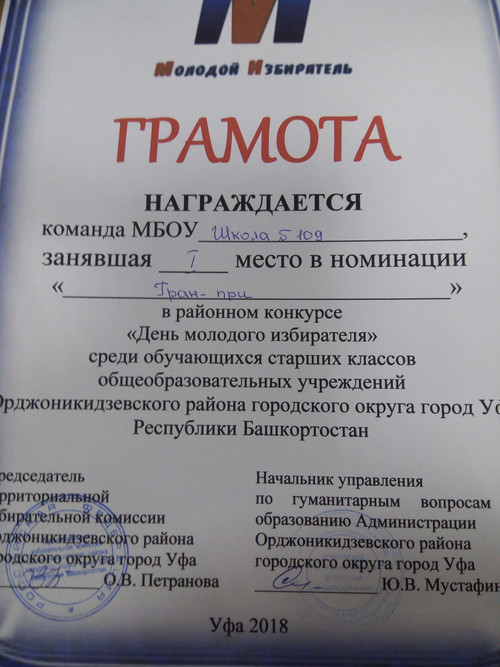 Молодой Избиратель
ГРАМОТА
НАГРАЖДАЕТСЯ
команда МБОУ Школа Б 109,
занявшая I место в номинации
«Гран-при»
в районном конкурсе
«День молодого избирателя»
среди обучающихся старших классов
общеобразовательных учреждений
Орджоникидзевского района городского округа город Уф
Республики Башкортостан
редседатель
ерриториальной
бирательной комиссии
рджоникидзевского района
родского округа город Уфа
О.В. Петранова
Начальник управления
по гуманитарным вопросам
образованию Администрации
Орджоникидзевского района
городского округа город Уфа
Ю.В. Мустафин
Уфа 2018